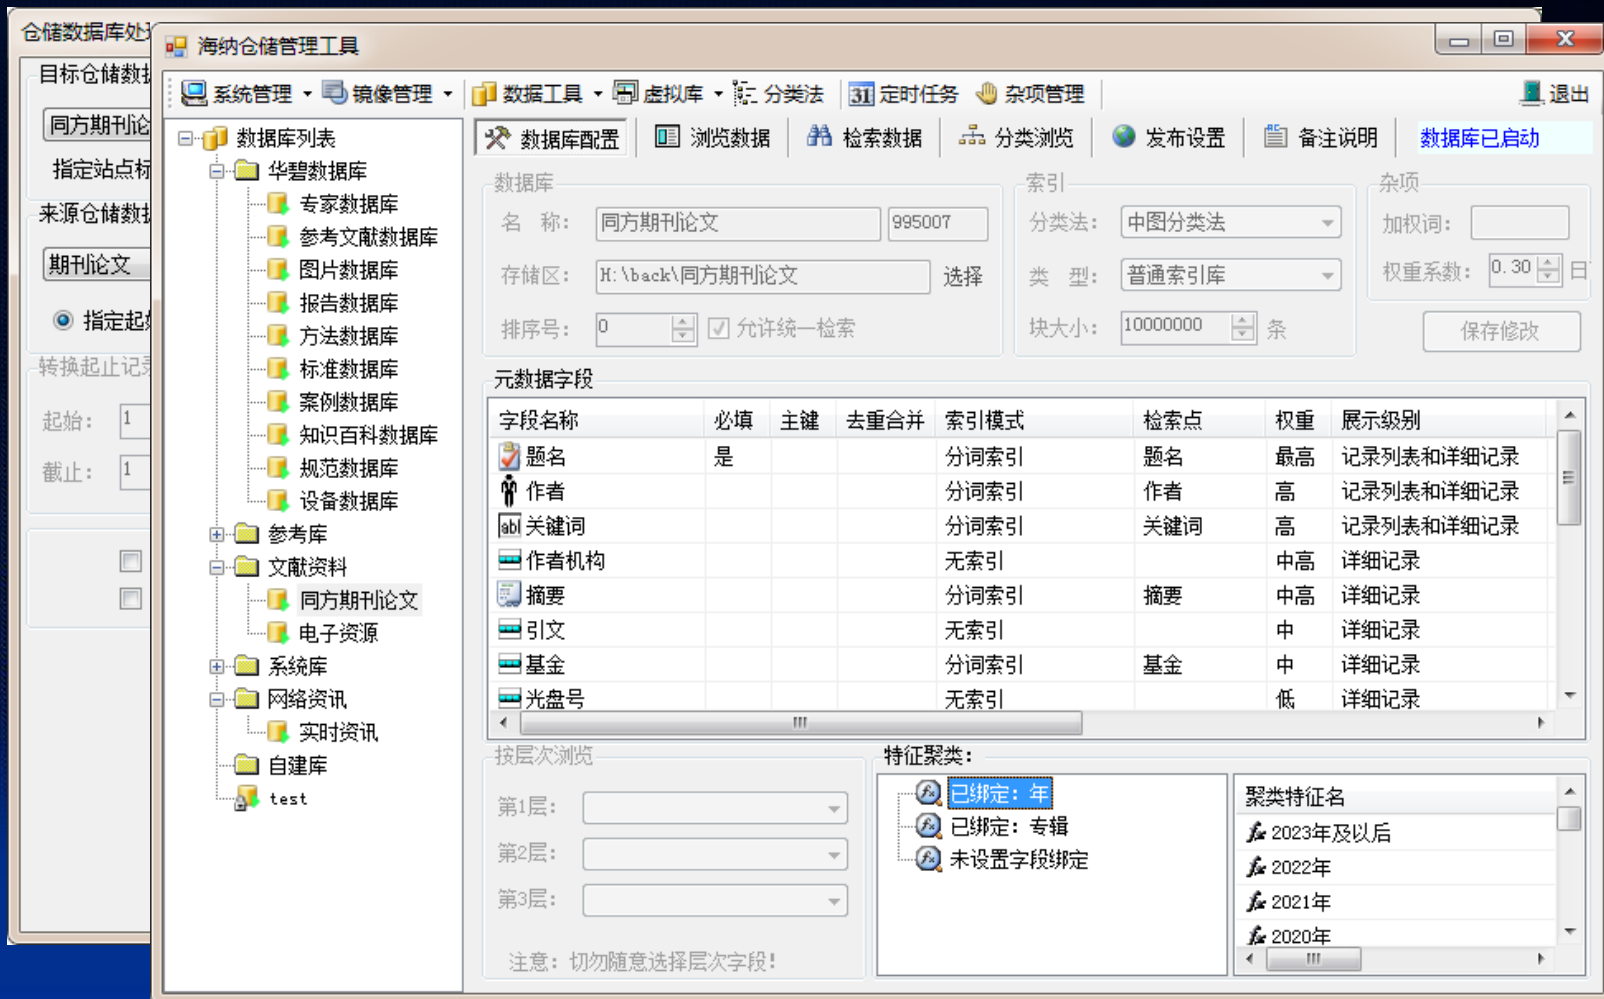 仓储数据库处
目标仓储数据
同方期刊论
指定站点标
来源仓储数据
期刊论文
指定起始
转换起止记录
起始： 1
截止： 1
海纳仓储管理工具
系统管理 镜像管理 数据工具 虚拟库 分类法 31 定时任务 杂项管理 退出
数据库列表
华碧数据库
专家数据库
参考文献数据库
图片数据库
报告数据库
方法数据库
标准数据库
案例数据库
知识百科数据库
规范数据库
设备数据库
参考库
文献资料
同方期刊论文
电子资源
系统库
网络资讯
实时资讯
自建库
test
数据库配置 浏览数据 检索数据 分类浏览 发布设置 备注说明 数据库已启动
数据库
名 称： 同方期刊论文 995007
存储区： H:\back\同方期刊论文 选择
排序号： 0 允许统一检索
索引
分类法： 中图分类法
类 型： 普通索引库
块大小： 10000000 条
杂项
加权词：
权重系数： 0.30 日
保存修改
元数据字段
字段名称 必填 主键 去重合并 索引模式 检索点 权重 展示级别
题名 是 分词索引 题名 最高 记录列表和详细记录
作者 分词索引 作者 高 记录列表和详细记录
abl 关键词 分词索引 关键词 高 记录列表和详细记录
作者机构 无索引 中高 详细记录
摘要 分词索引 摘要 中高 详细记录
引文 无索引 中 详细记录
基金 分词索引 基金 中 详细记录
光盘号 无索引 低 详细记录
按层次浏览
第1层：
第2层：
第3层：
注意：切勿随意选择层次字段！
特征聚类：
已绑定：年
已绑定：专辑
未设置字段绑定
聚类特征名
2023年及以后
2022年
2021年
2020年